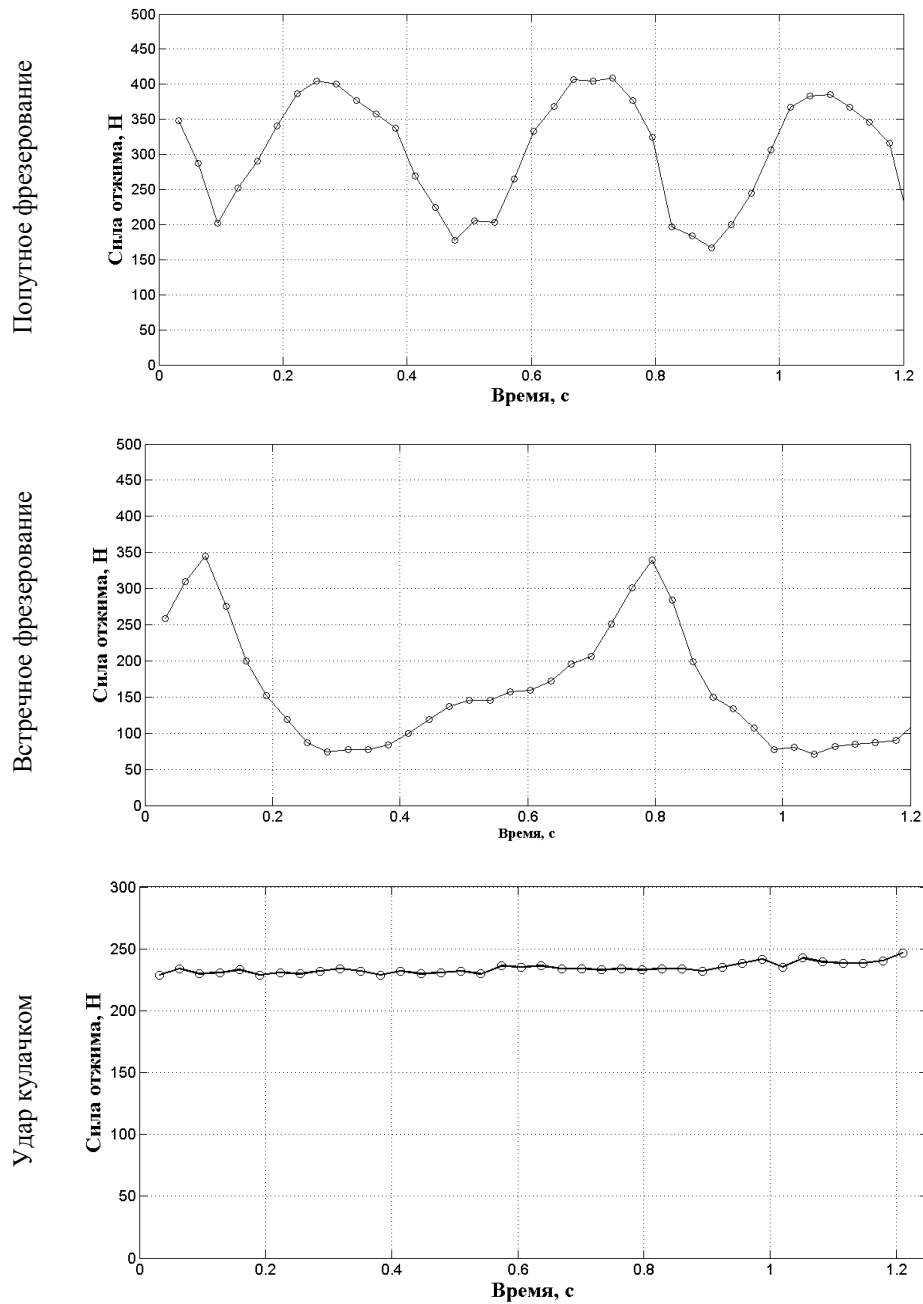 Попутное фрезерование
Сила отжима, Н
500
450
400
350
300
250
200
150
100
50
0
0 0.2 0.4 0.6 0.8 1 1.2
Время, с
Встречное фрезерование
Сила отжима, Н
500
450
400
350
300
250
200
150
100
50
0
0 0.2 0.4 0.6 0.8 1 1.2
Время, с
Удар кулачком
Сила отжима, Н
300
250
200
150
100
50
0
0 0.2 0.4 0.6 0.8 1 1.2
Время, с